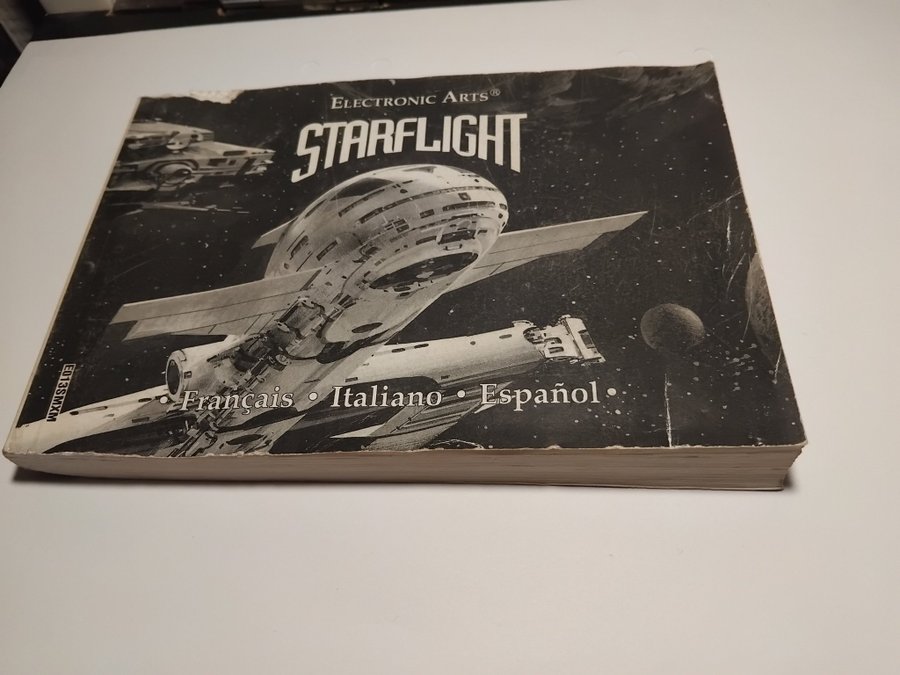 ELECTRONIC ARTS®
STARFLIGHT
• Français • Italiano • Español •